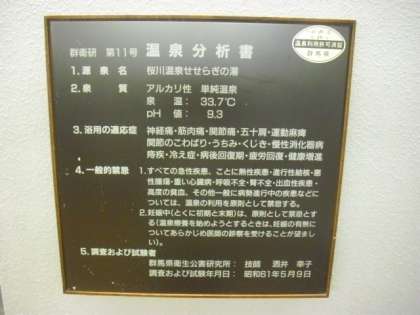 群衛研 第11号 温泉分析書
温泉利用許可済証
群馬県
1. 源泉名 桜川温泉せせらぎの湯
2. 泉質 アルカリ性 単純温泉
泉温: 33.7℃
pH値: 9.3
3. 浴用の適応症 神経痛・筋肉痛・関節痛・五十肩・運動麻痺
関節のこわばり・うちみ・くじき・慢性消化器病
痔疾・冷え症・病後回復期・疲労回復・健康増進
4. 一般的禁忌 1. すべての急性疾患、ことに熱性疾患・進行性結核・悪
性腫瘍・重い心臓病・呼吸不全・腎不全・出血性疾患・
高度の貧血、その他一般に病勢進行中の疾患などに
ついては、温泉の利用を原則として禁忌する。
2. 妊娠中(とくに初期と末期)は、原則として禁忌とす
る(温泉療養を始めようとするときは、妊娠の有無に
ついてあらかじめ医師の診察を受けることが望まし
い)。
5. 調査および試験者
群馬県衛生公害研究所: 技師 酒井 幸子
調査および試験年月日: 昭和61年5月9日